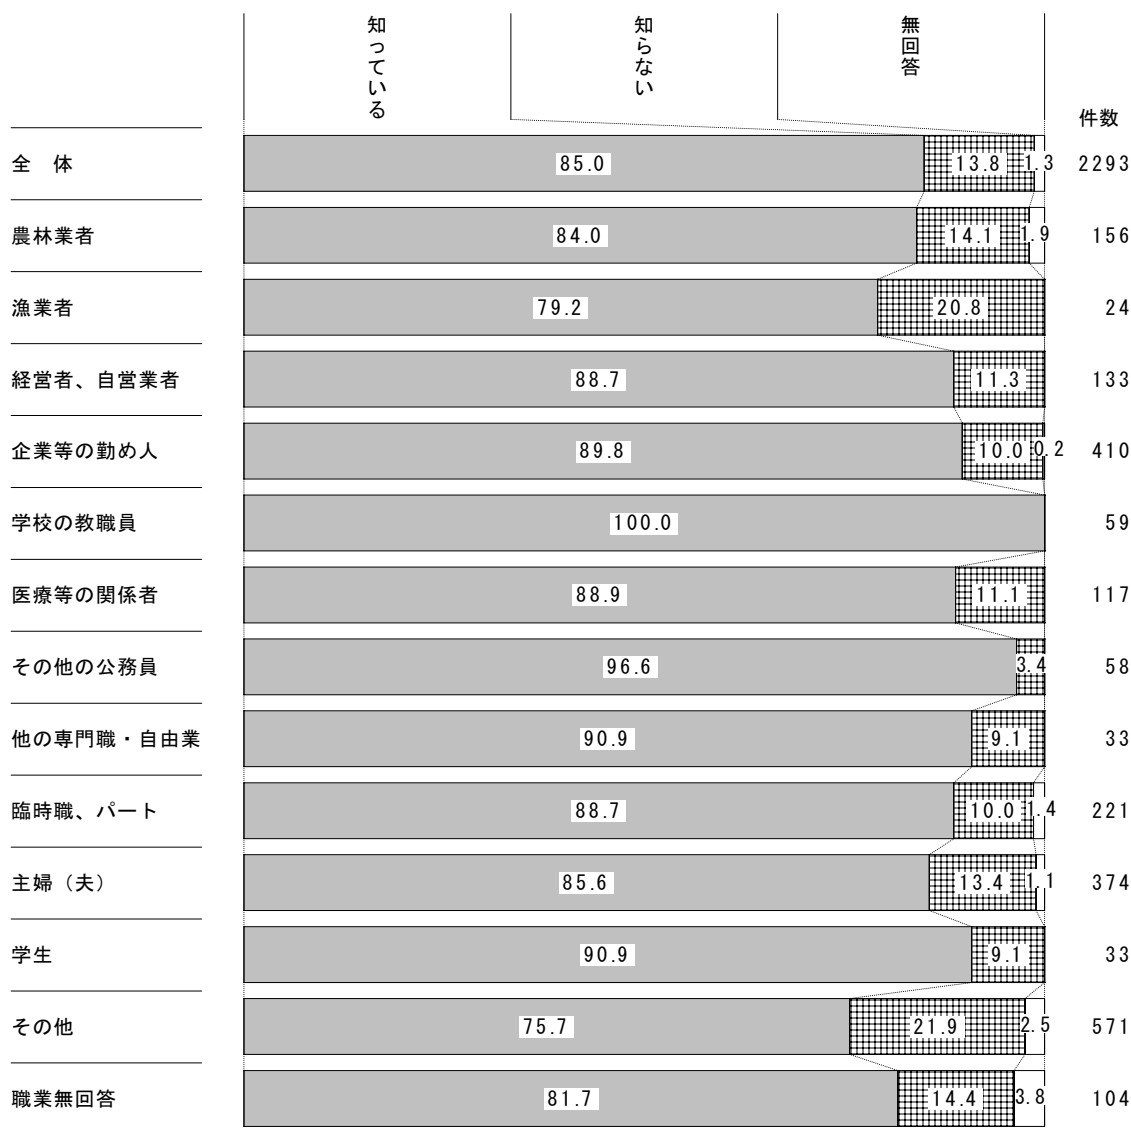 知っている
知らない
無回答
件数
全　体 85.0 13.8 1.3 2293
農林業者 84.0 14.1 1.9 156
漁業者 79.2 20.8 24
経営者、自営業者 88.7 11.3 133
企業等の勤め人 89.8 10.0 0.2 410
学校の教職員 100.0 59
医療等の関係者 88.9 11.1 117
その他の公務員 96.6 3.4 58
他の専門職・自由業 90.9 9.1 33
臨時職、パート 88.7 10.0 1.4 221
主婦（夫） 85.6 13.4 1.1 374
学生 90.9 9.1 33
その他 75.7 21.9 2.5 571
職業無回答 81.7 14.4 3.8 104